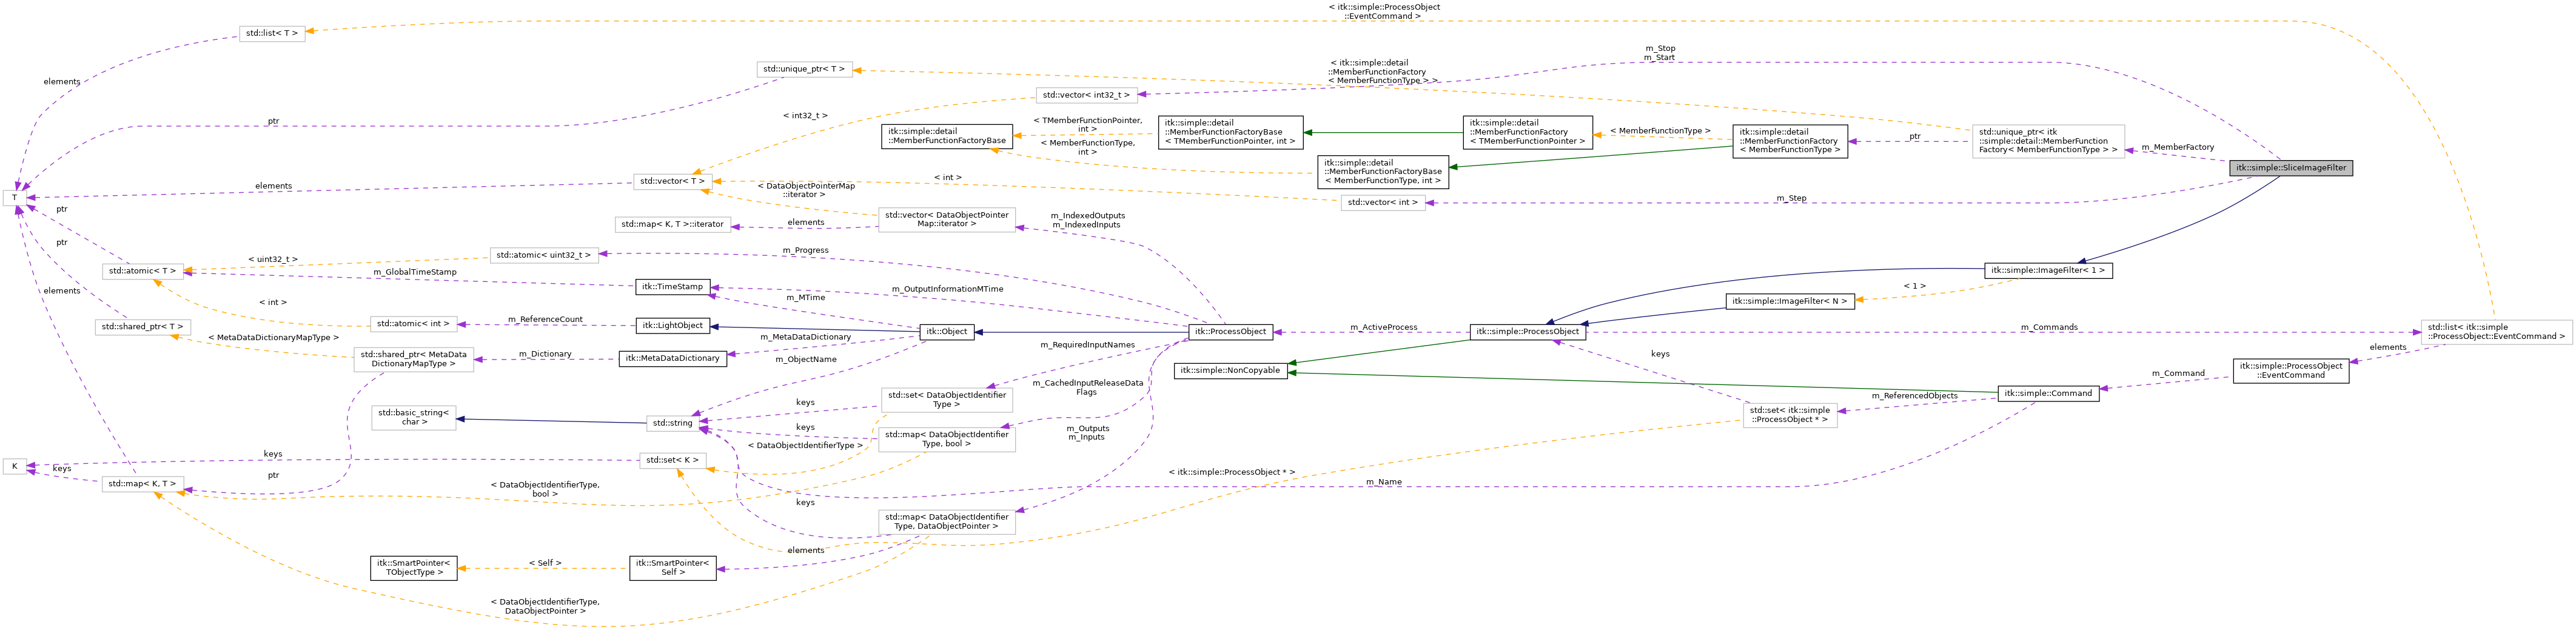 < itk::simple::ProcessObject
::EventCommand >
std::list< T >
m_Stop
m_Start
< itk::simple::detail
::MemberFunctionFactory
< MemberFunctionType > >
std::unique_ptr< T >
elements
std::vector< int32_t >
< int32_t >
ptr
itk::simple::detail
::MemberFunctionFactoryBase
< TMemberFunctionPointer,
int >
itk::simple::detail
::MemberFunctionFactoryBase
< TMemberFunctionPointer, int >
itk::simple::detail
::MemberFunctionFactory
< TMemberFunctionPointer >
< MemberFunctionType >
itk::simple::detail
::MemberFunctionFactory
< MemberFunctionType >
ptr
std::unique_ptr< itk
::simple::detail::MemberFunction
Factory< MemberFunctionType > >
m_MemberFactory
itk::simple::SliceImageFilter
< MemberFunctionType,
int >
itk::simple::detail
::MemberFunctionFactoryBase
< MemberFunctionType, int >
std::vector< T >
elements
< int >
< DataObjectPointerMap
::iterator >
T
std::vector< int >
m_Step
ptr
std::map< K, T >::iterator
elements
std::vector< DataObjectPointer
Map::iterator >
m_IndexedOutputs
m_IndexedInputs
ptr
m_Progress
std::atomic< uint32_t >
< uint32_t >
std::atomic< T >
m_GlobalTimeStamp
itk::simple::ImageFilter< 1 >
elements
itk::TimeStamp
m_OutputInformationMTime
< 1 >
m_MTime
< int >
itk::simple::ImageFilter< N >
std::shared_ptr< T >
std::atomic< int >
m_ReferenceCount
itk::LightObject
itk::Object
itk::ProcessObject
m_ActiveProcess
itk::simple::ProcessObject
m_Commands
std::list< itk::simple
::ProcessObject::EventCommand >
< MetaDataDictionaryMapType >
m_MetaDataDictionary
m_RequiredInputNames
elements
keys
std::shared_ptr< MetaData
DictionaryMapType >
m_Dictionary
itk::MetaDataDictionary
m_ObjectName
itk::simple::NonCopyable
itk::simple::ProcessObject
::EventCommand
m_Command
m_CachedInputReleaseData
Flags
itk::simple::Command
m_ReferencedObjects
std::set< DataObjectIdentifier
Type >
keys
std::basic_string<
char >
std::string
std::set< itk::simple
::ProcessObject * >
keys
std::map< DataObjectIdentifier
Type, bool >
m_Outputs
m_Inputs
< DataObjectIdentifierType >
K
keys
keys
std::set< K >
ptr
< itk::simple::ProcessObject * >
m_Name
std::map< K, T >
< DataObjectIdentifierType,
bool >
keys
std::map< DataObjectIdentifier
Type, DataObjectPointer >
elements
itk::SmartPointer<
TObjectType >
< Self >
itk::SmartPointer<
Self >
< DataObjectIdentifierType,
DataObjectPointer >